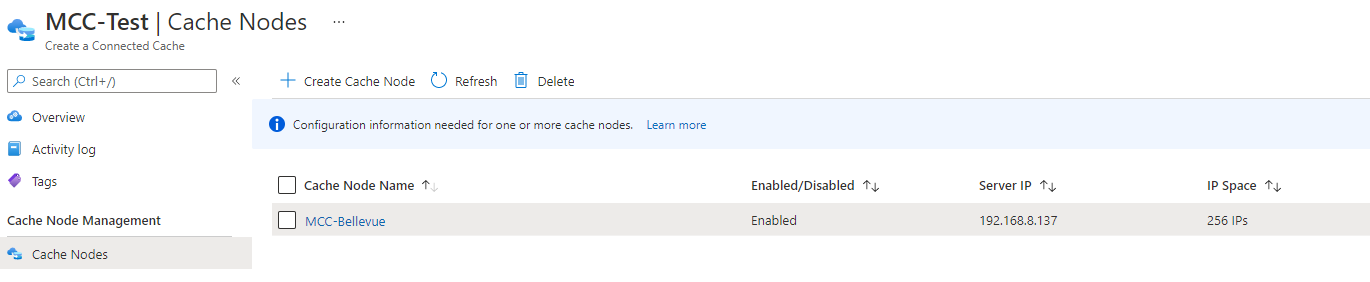 MCC-Test | Cache Nodes ...
Create a Connected Cache
Search (Ctrl+/)
«
Create Cache Node Refresh Delete
Overview
Activity log
Tags
Cache Node Management
Cache Nodes
Configuration information needed for one or more cache nodes. Learn more
Cache Node Name ↑↓ Enabled/Disabled ↑↓ Server IP ↑↓ IP Space ↑↓
MCC-Bellevue Enabled 192.168.8.137 256 IPs